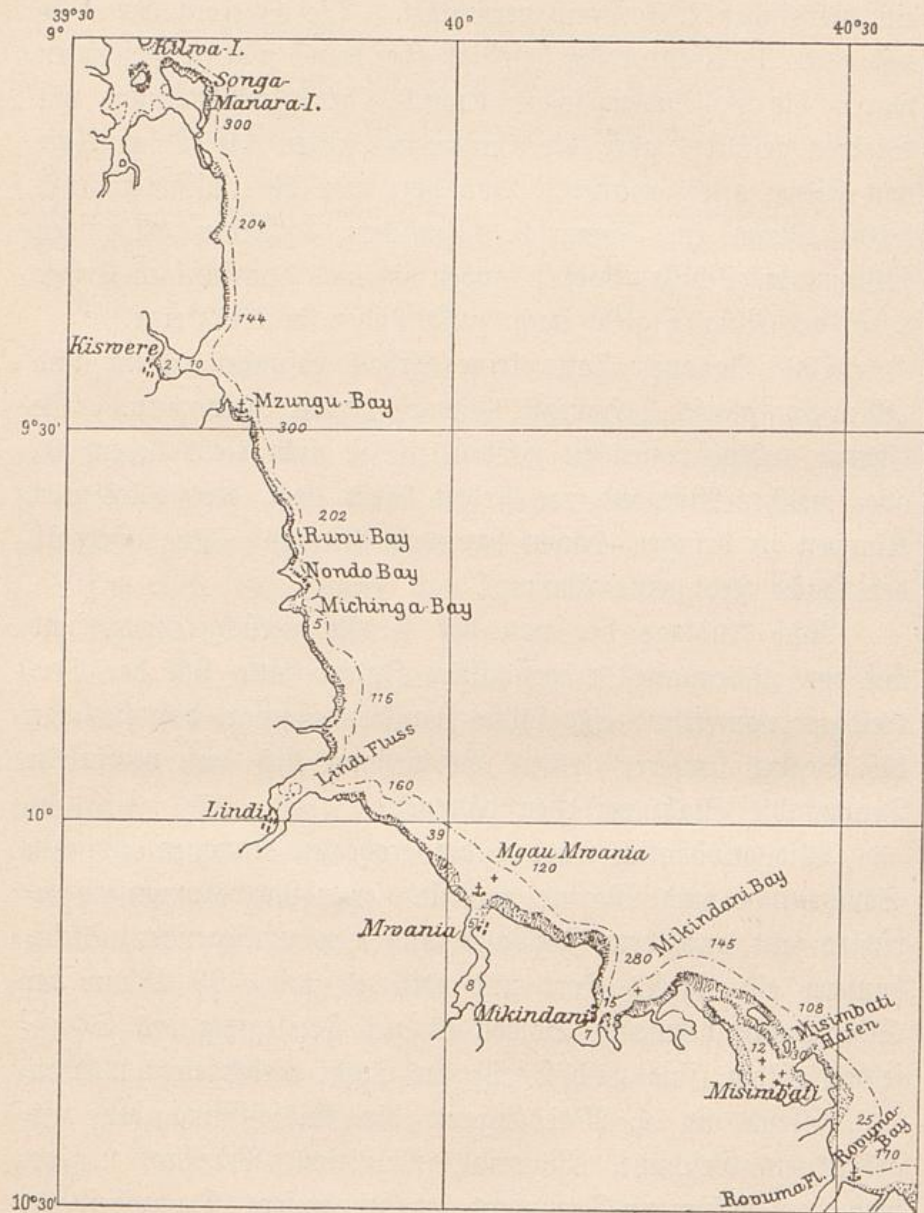 39°30
40°
40°30
9°
Kilwa-I.
Songa-
Manara-I.
300
204
144
Kiswere
2
10
Mzungu-Bay
9°30'
300
202
Ruvu Bay
Nondo Bay
Michinga-Bay
5
116
Lindi Fluss
160
Lindi
10°
39
Mgau Mwania
120
Mikindani Bay
Mwania
5
280
145
8
15
108
Mikindani
7
Misimbati
Hafen
12
30
Misimbati
25
Rovuma-
Bay
170
Rovuma Fl.
10°30'